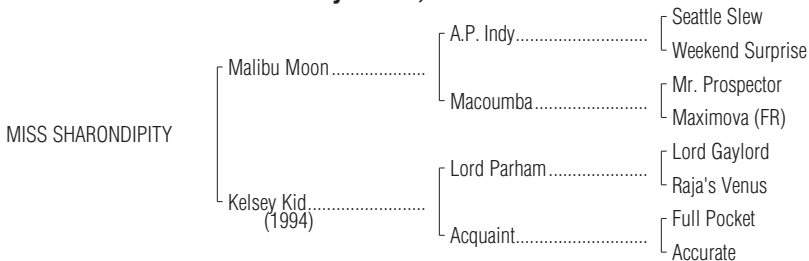 Seattle Slew
A.P. Indy
Weekend Surprise
Malibu Moon
Mr. Prospector
Macoumba
Maximova (FR)
MISS SHARONDIPITY
Lord Gaylord
Lord Parham
Raja's Venus
Kelsey Kid
(1994)
Full Pocket
Acquaint
Accurate